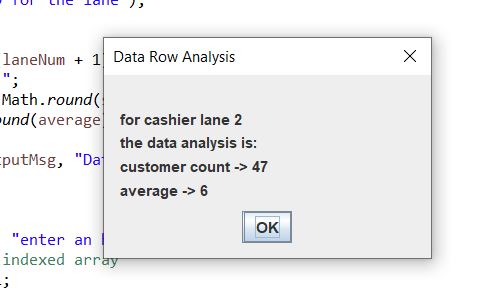 for the lane");
laneNum + 1
";
Math.round(
und(average
putMsg, "Da
"enter an
indexed array
Data Row Analysis
for cashier lane 2
the data analysis is:
customer count -> 47
average -> 6
OK